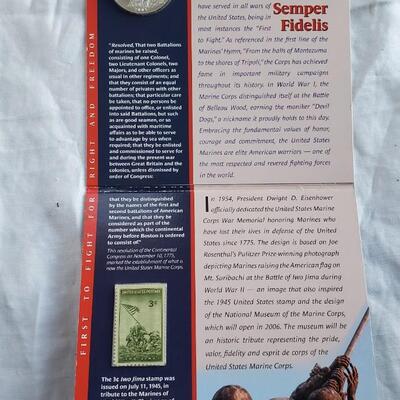 FIRST TO FIGHT FOR RIGHT AND FREEDOM
"Resolved, That two Battalions
of marines be raised,
consisting of one Colonel,
two Lieutenant Colonels, two
Majors, and other officers as
usual in other regiments; and
that they consist of an equal
number of privates with other
battalions; that particular care
be taken, that no persons be
appointed to office, or enlisted
into said Battalions, but such
as are good seamen, or so
acquainted with maritime
affairs as to be able to serve
to advantage by sea when
required; that they be enlisted
and commissioned to serve for
and during the present war
between Great Britain and the
colonies, unless dismissed by
order of Congress:
that they be distinguished
by the names of the first and
second battalions of American
Marines, and that they be
considered as part of the
number which the continental
Army before Boston is ordered
to consist of."
This resolution of the Continental
Congress on November 10, 1775,
marked the establishment of what is
now the United States Marine Corps.
UNITED STATES POSTAGE
3¢
The 3¢ Iwo Jima stamp was
issued on July 11, 1945, in
tribute to the Marines of
have served in all wars of
the United States, being in
most instances the "First
to Fight." As referenced in the first line of the
Marines' Hymn, "From the halls of Montezuma
to the shores of Tripoli," the Corps has achieved
fame in important military campaigns
throughout its history. In World War I, the
Marine Corps distinguished itself at the Battle
of Belleau Wood, earning the moniker "Devil
Dogs," a nickname it proudly holds to this day.
Embracing the fundamental values of honor,
courage and commitment, the United States
Marines are elite American warriors — one of
the most respected and revered fighting forces
in the world.
Semper
Fidelis
In 1954, President Dwight D. Eisenhower
officially dedicated the United States Marine
Corps War Memorial honoring Marines who
have lost their lives in defense of the United
States since 1775. The design is based on Joe
Rosenthal's Pulitzer Prize-winning photograph
depicting Marines raising the American flag on
Mt. Suribachi at the Battle of Iwo Jima during
World War II — an image that also inspired
the 1945 United States stamp and the design
of the National Museum of the Marine Corps,
which will open in 2006. The museum will be
an historic tribute representing the pride,
valor, fidelity and esprit de corps of the
United States Marine Corps.